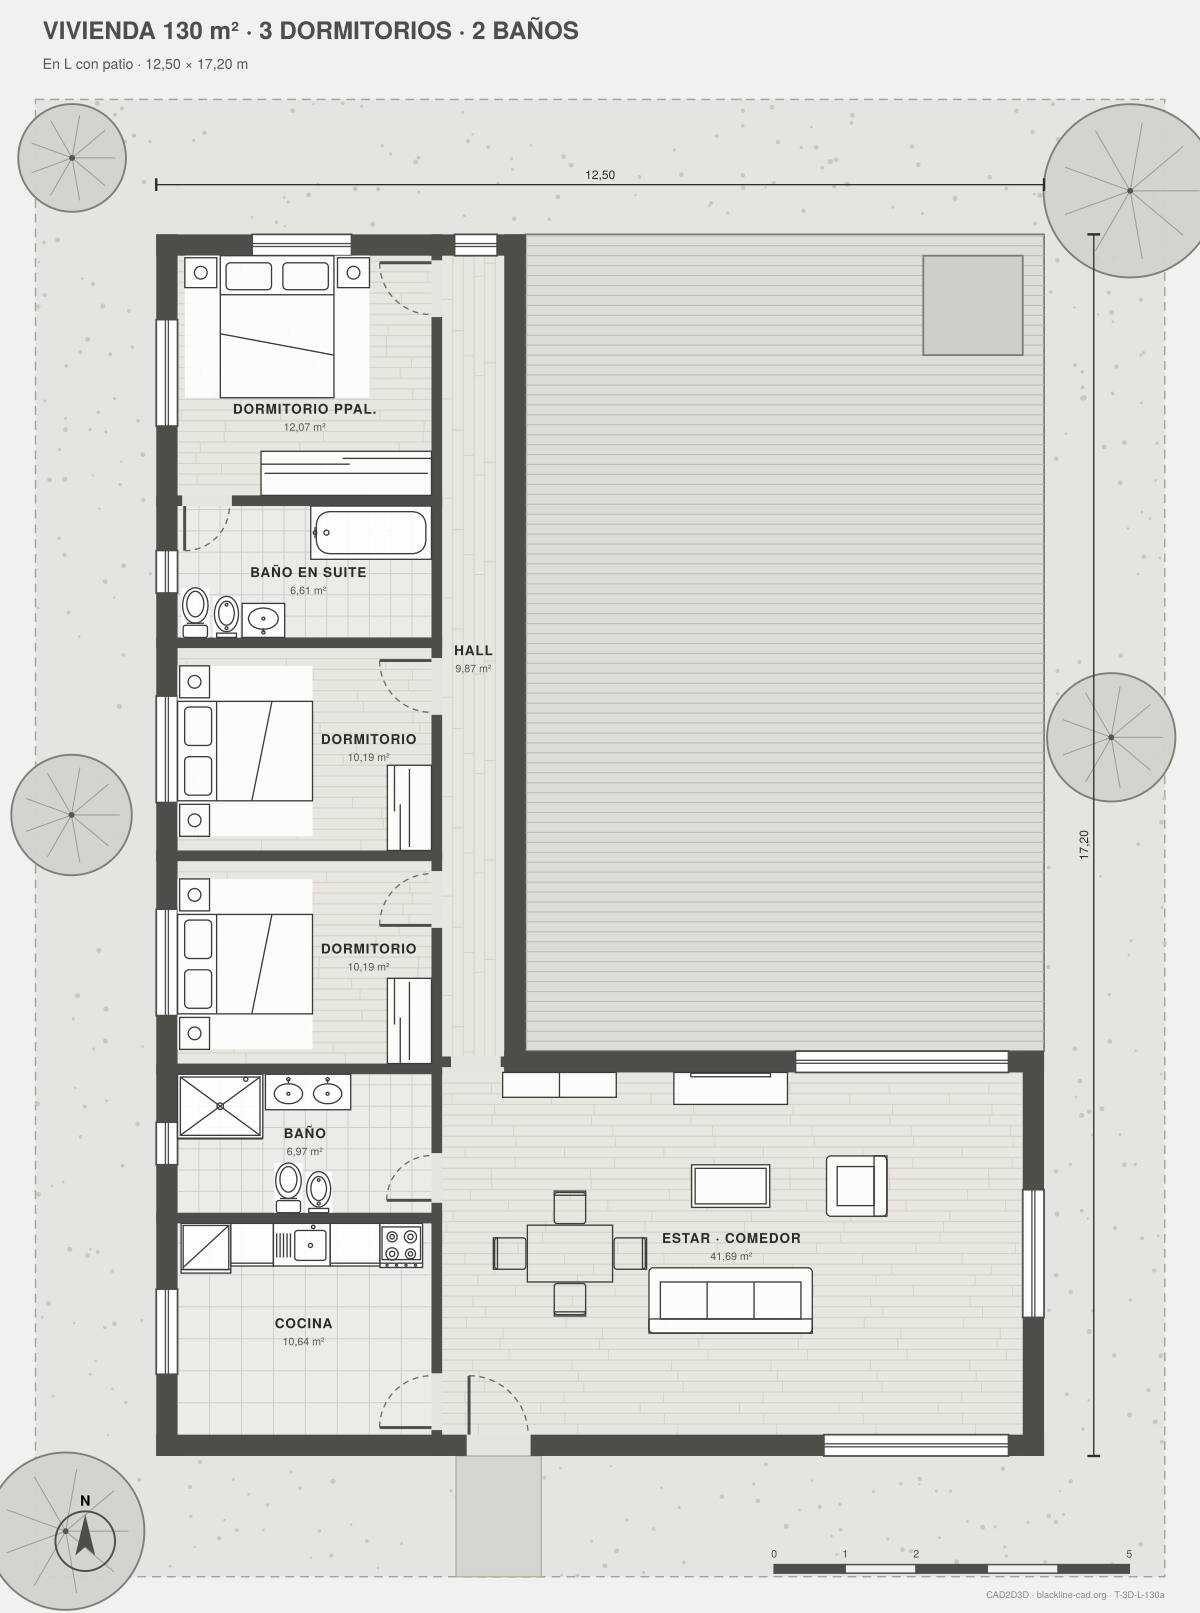 VIVIENDA 130 m² · 3 DORMITORIOS · 2 BAÑOS
En L con patio · 12,50 × 17,20 m
12,50
DORMITORIO PPAL.
12,07 m²
BAÑO EN SUITE
6,61 m²
HALL
9,87 m²
DORMITORIO
10,19 m²
17,20
DORMITORIO
10,19 m²
BAÑO
6,97 m²
ESTAR · COMEDOR
41,69 m²
COCINA
10,64 m²
N
0 1 2 5
CAD2D3D · blackline-cad.org · T-3D-L-130a